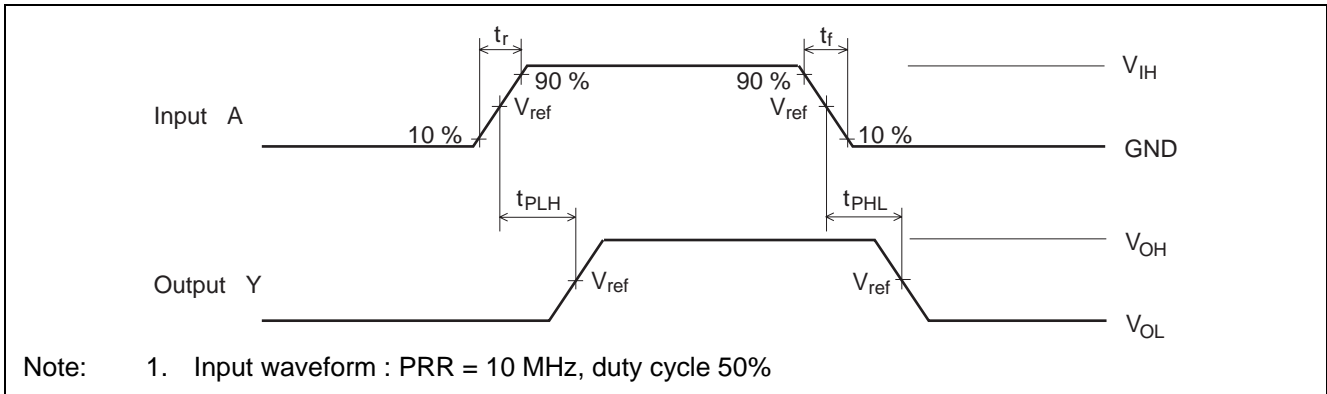 tr
tf
90 %
90 %
VIH
Input A
Vref
Vref
10 %
10 %
GND
tPLH
tPHL
VOH
Output Y
Vref
Vref
VOL
Note: 1. Input waveform : PRR = 10 MHz, duty cycle 50%